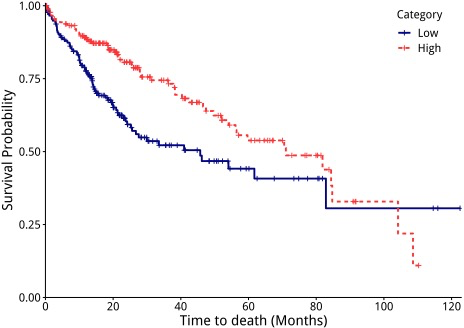 Category
Low
High
1.00
0.75
0.50
0.25
0.00
Survival Probability
0 20 40 60 80 100 120
Time to death (Months)